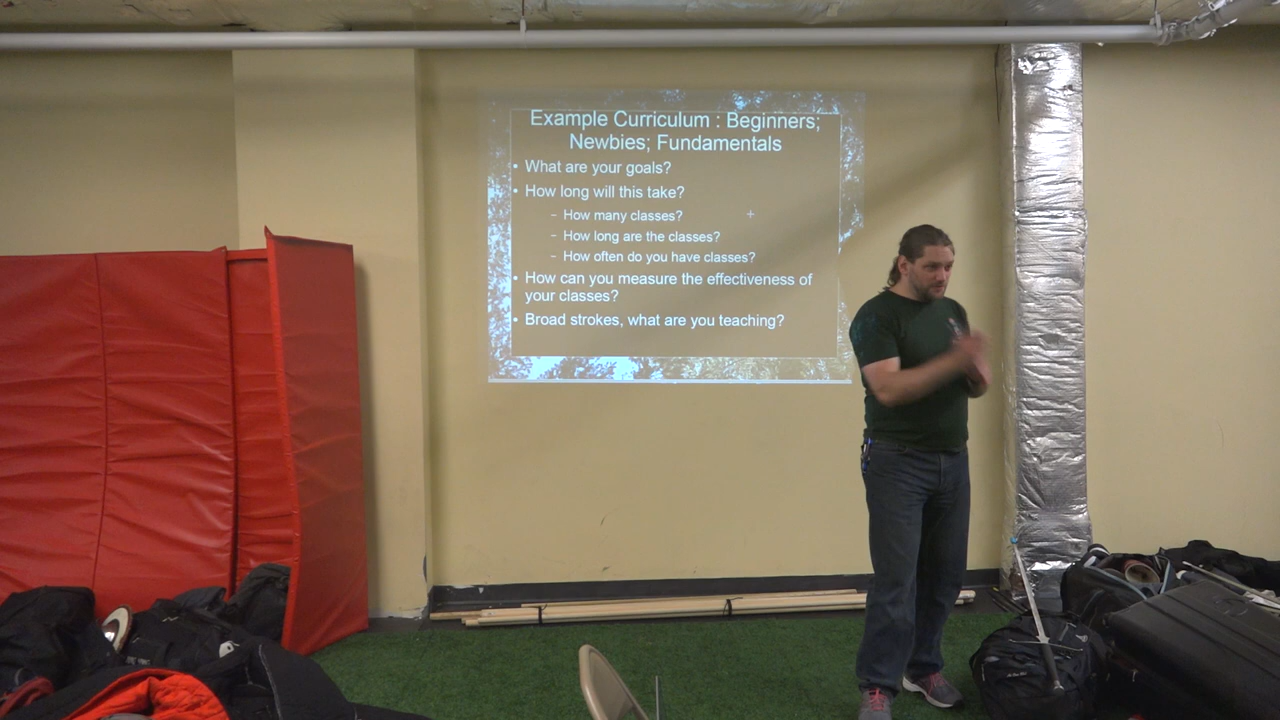 Example Curriculum : Beginners;
Newbies; Fundamentals
• What are your goals?
• How long will this take?
– How many classes?
– How long are the classes?
– How often do you have classes?
• How can you measure the effectiveness of
your classes?
• Broad strokes, what are you teaching?